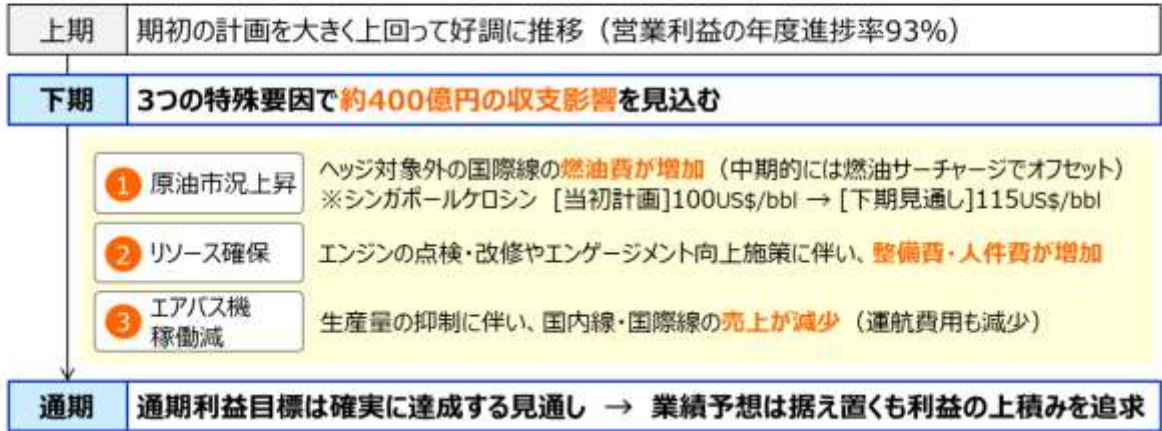 上期 期初の計画を大きく上回って好調に推移（営業利益の年度進捗率93%）
下期 3つの特殊要因で約400億円の収支影響を見込む
1 原油市況上昇 ヘッジ対象外の国際線の燃油費が増加（中期的には燃油サーチャージでオフセット）
※シンガポールケロシン [当初計画]100US$/bbl → [下期見通し]115US$/bbl
2 リソース確保 エンジンの点検・改修やエンゲージメント向上施策に伴い、整備費・人件費が増加
3 エアバス機
稼働減
生産量の抑制に伴い、国内線・国際線の売上が減少（運航費用も減少）
通期 通期利益目標は確実に達成する見通し → 業績予想は据え置くも利益の上積みを追求